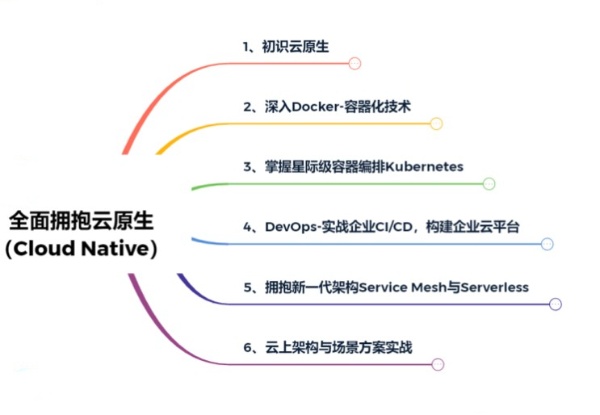 1、初识云原生
2、深入Docker-容器化技术
3、掌握星际级容器编排Kubernetes
全面拥抱云原生
（Cloud Native）
4、DevOps-实战企业CI/CD，构建企业云平台
5、拥抱新一代架构Service Mesh与Serverless
6、云上架构与场景方案实战